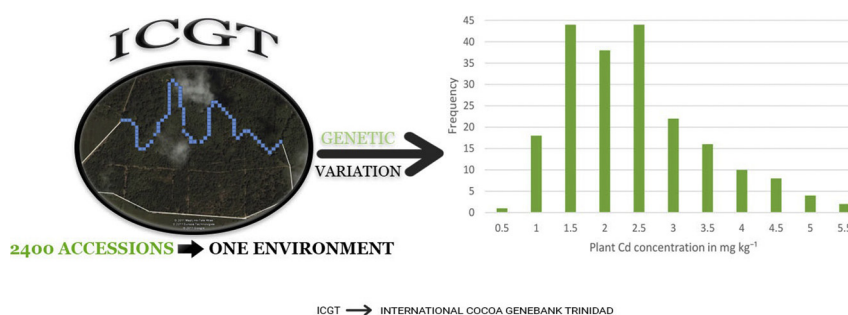 ICGT
GENETIC
VARIATION
2400 ACCESSIONS
ONE ENVIRONMENT
Frequency
45
40
35
30
25
20
15
10
5
0
0.5 1 1.5 2 2.5 3 3.5 4 4.5 5 5.5
Plant Cd concentration in mg kg⁻¹
ICGT
INTERNATIONAL COCOA GENEBANK TRINIDAD